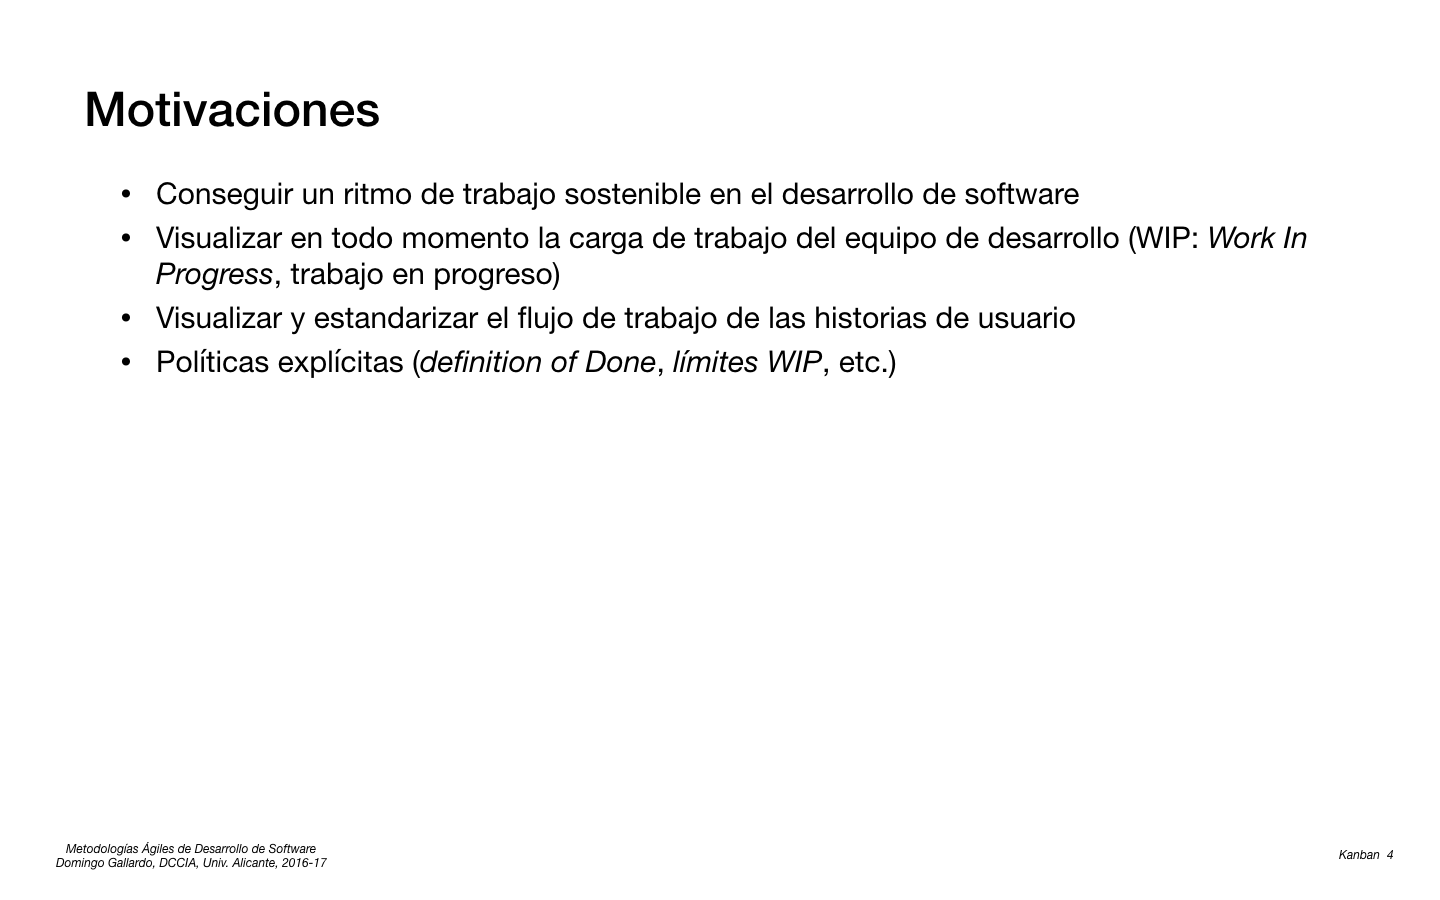 Motivaciones
• Conseguir un ritmo de trabajo sostenible en el desarrollo de software
• Visualizar en todo momento la carga de trabajo del equipo de desarrollo (WIP: Work In
Progress, trabajo en progreso)
• Visualizar y estandarizar el flujo de trabajo de las historias de usuario
• Políticas explícitas (definition of Done, límites WIP, etc.)
Metodologías Ágiles de Desarrollo de Software
Domingo Gallardo, DCCIA, Univ. Alicante, 2016-17
Kanban 4